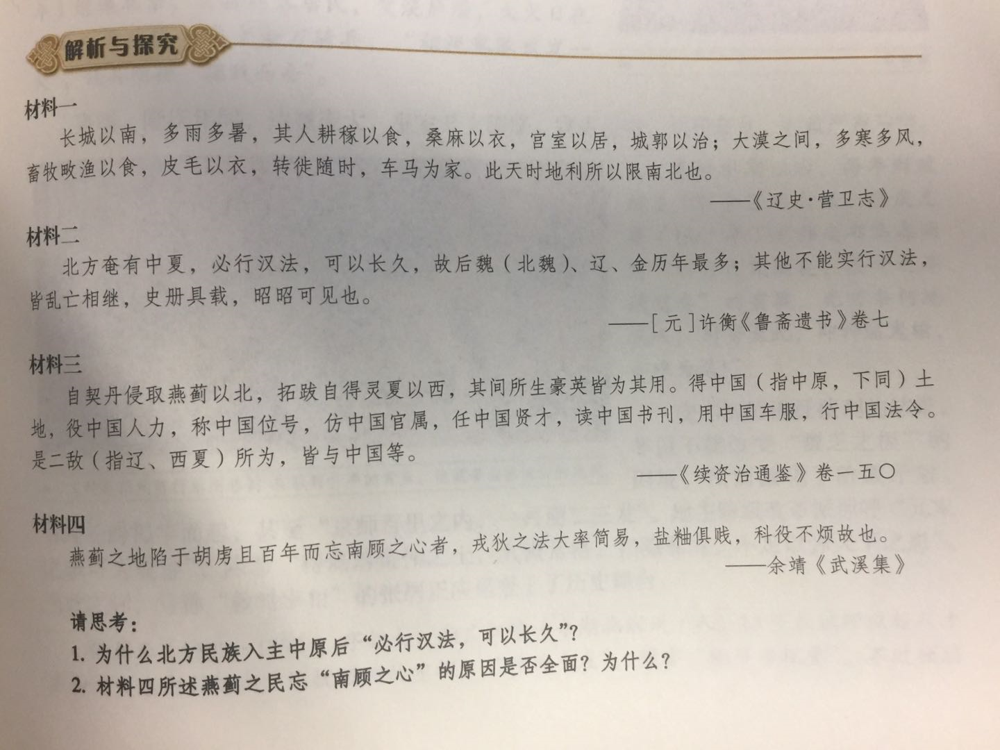 解析与探究
材料一
长城以南，多雨多暑，其人耕稼以食，桑麻以衣，宫室以居，城郭以治；大漠之间，多寒多风，
畜牧畋渔以食，皮毛以衣，转徙随时，车马为家。此天时地利所以限南北也。
——《辽史·营卫志》
材料二
北方奄有中夏，必行汉法，可以长久，故后魏（北魏）、辽、金历年最多；其他不能实行汉法，
皆乱亡相继，史册具载，昭昭可见也。
——[元]许衡《鲁斋遗书》卷七
材料三
自契丹侵取燕蓟以北，拓跋自得灵夏以西，其间所生豪英皆为其用。得中国（指中原，下同）土
地，役中国人力，称中国位号，仿中国官属，任中国贤才，读中国书刊，用中国车服，行中国法令。
是二敌（指辽、西夏）所为，皆与中国等。
——《续资治通鉴》卷一五〇
材料四
燕蓟之地陷于胡虏且百年而忘南顾之心者，戎狄之法大率简易，盐粬俱贱，科役不烦故也。
——余靖《武溪集》
请思考：
1. 为什么北方民族入主中原后“必行汉法，可以长久”？
2. 材料四所述燕蓟之民忘“南顾之心”的原因是否全面？为什么？